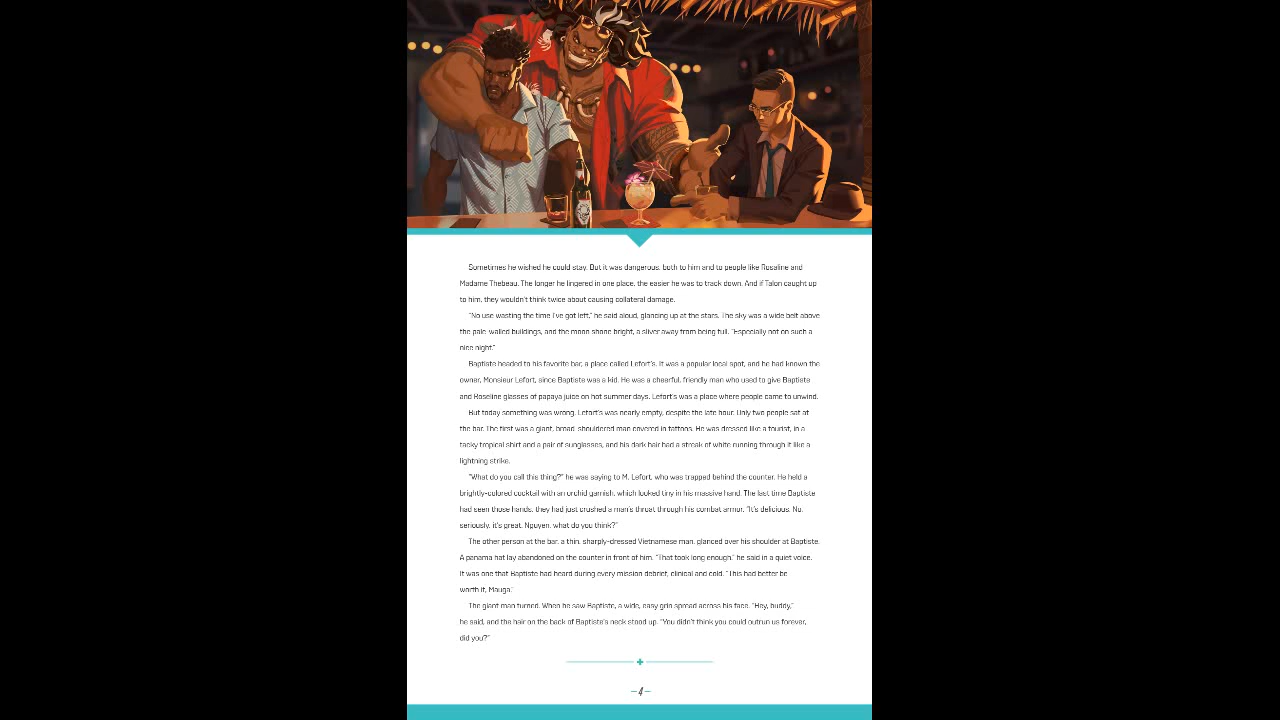 Sometimes he wished he could stay. But it was dangerous, both to him and to people like Rosaline and
Madame Thebeau. The longer he lingered in one place, the easier he was to track down. And if Talon caught up
to him, they wouldn't think twice about causing collateral damage.
"No use wasting the time I've got left," he said aloud, glancing up at the stars. The sky was a wide belt above
the pale-walled buildings, and the moon shone bright, a sliver away from being full. "Especially not on such a
nice night."
Baptiste headed to his favorite bar, a place called Lefort's. It was a popular local spot, and he had known the
owner, Monsieur Lefort, since Baptiste was a kid. He was a cheerful, friendly man who used to give Baptiste
and Roseline glasses of papaya juice on hot summer days. Lefort's was a place where people came to unwind.
But today something was wrong. Lefort's was nearly empty, despite the late hour. Only two people sat at
the bar. The first was a giant, broad-shouldered man covered in tattoos. He was dressed like a tourist, in a
tacky tropical shirt and a pair of sunglasses, and his dark hair had a streak of white running through it like a
lightning strike.
"What do you call this thing?" he was saying to M. Lefort, who was trapped behind the counter. He held a
brightly-colored cocktail with an orchid garnish, which looked tiny in his massive hand. The last time Baptiste
had seen those hands, they had just crushed a man's throat through his combat armor. "It's delicious. No,
seriously, it's great. Nguyen, what do you think?"
The other person at the bar, a thin, sharply-dressed Vietnamese man, glanced over his shoulder at Baptiste.
A panama hat lay abandoned on the counter in front of him. "That took long enough," he said in a quiet voice.
It was one that Baptiste had heard during every mission debrief, clinical and cold. "This had better be
worth it, Mauga."
The giant man turned. When he saw Baptiste, a wide, easy grin spread across his face. "Hey, buddy,"
he said, and the hair on the back of Baptiste's neck stood up. "You didn't think you could outrun us forever,
did you?"
–4–